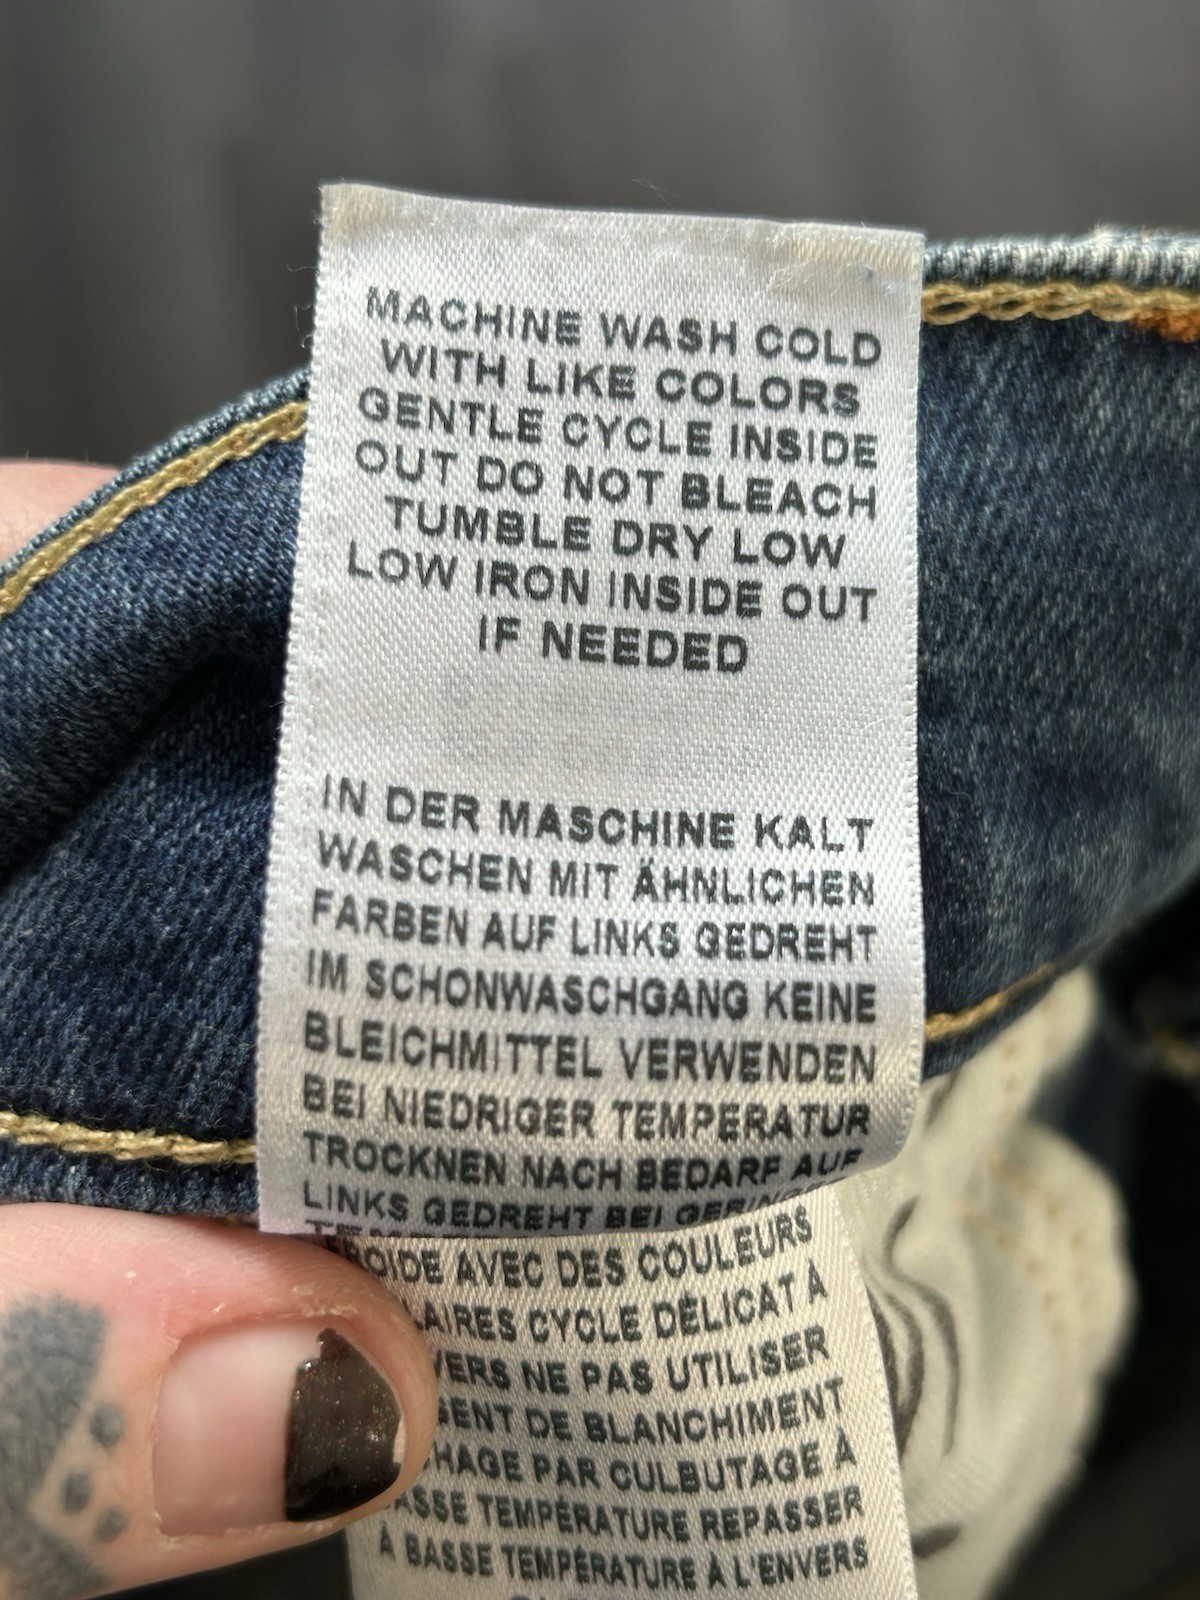 MACHINE WASH COLD
WITH LIKE COLORS
GENTLE CYCLE INSIDE
OUT DO NOT BLEACH
TUMBLE DRY LOW
LOW IRON INSIDE OUT
IF NEEDED
IN DER MASCHINE KALT
WASCHEN MIT ÄHNLICHEN
FARBEN AUF LINKS GEDREHT
IM SCHONWASCHGANG KEINE
BLEICHMITTEL VERWENDEN
BEI NIEDRIGER TEMPERATUR
TROCKNEN NACH BEDARF AUF
LINKS GEDREHT BEI
AVEC DES COULEURS
CYCLE DÉLICAT À
NE PAS UTILISER
DE BLANCHIMENT
PAR CULBUTAGE À
TEMPÉRATURE REPASSER
À BASSE TEMPÉRATURE À L'ENVERS